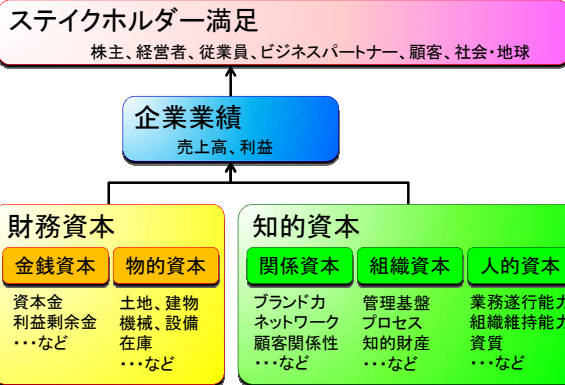 ステイクホルダー満足
株主、経営者、従業員、ビジネスパートナー、顧客、社会・地球
企業業績
売上高、利益
財務資本
金銭資本
資本金
利益剰余金
・・・など
物的資本
土地、建物
機械、設備
在庫
・・・など
知的資本
関係資本
ブランド力
ネットワーク
顧客関係性
・・・など
組織資本
管理基盤
プロセス
知的財産
・・・など
人的資本
業務遂行能力
組織維持能力
資質
・・・など